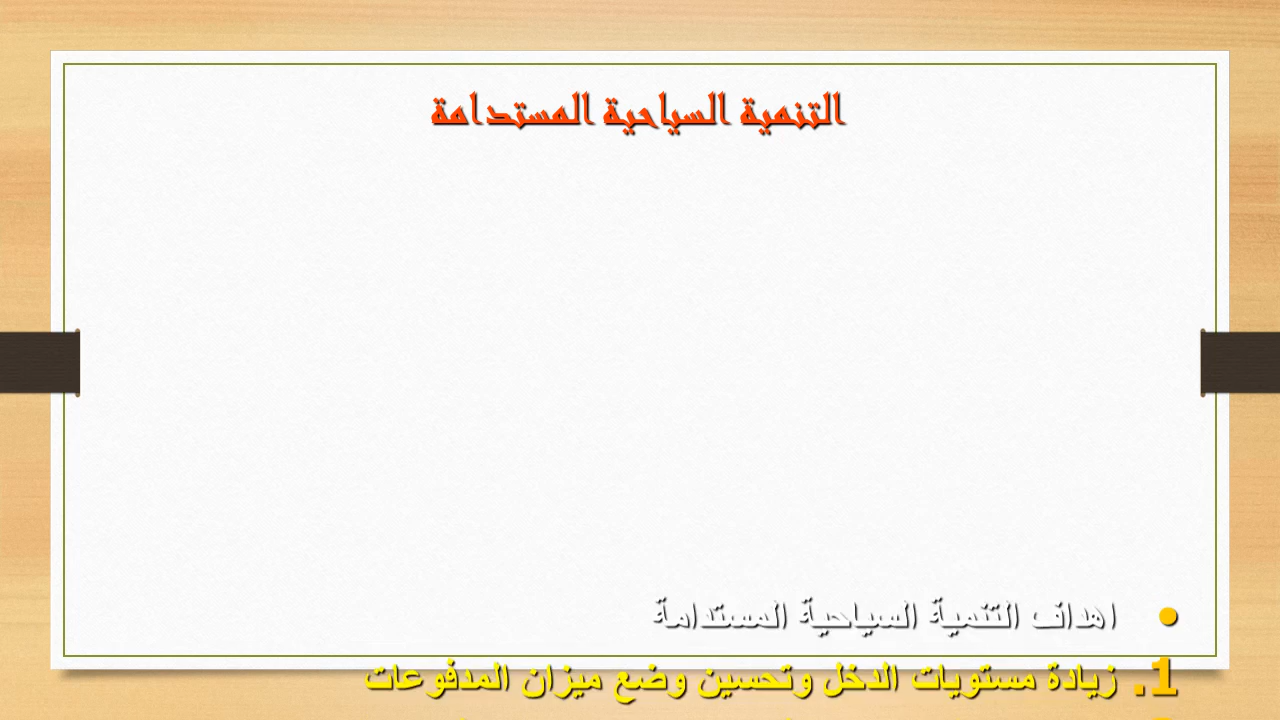 التنمية السياحية المستدامة
• اهداف التنمية السياحية المستدامة
1. زيادة مستويات الدخل وتحسين وضع ميزان المدفوعات